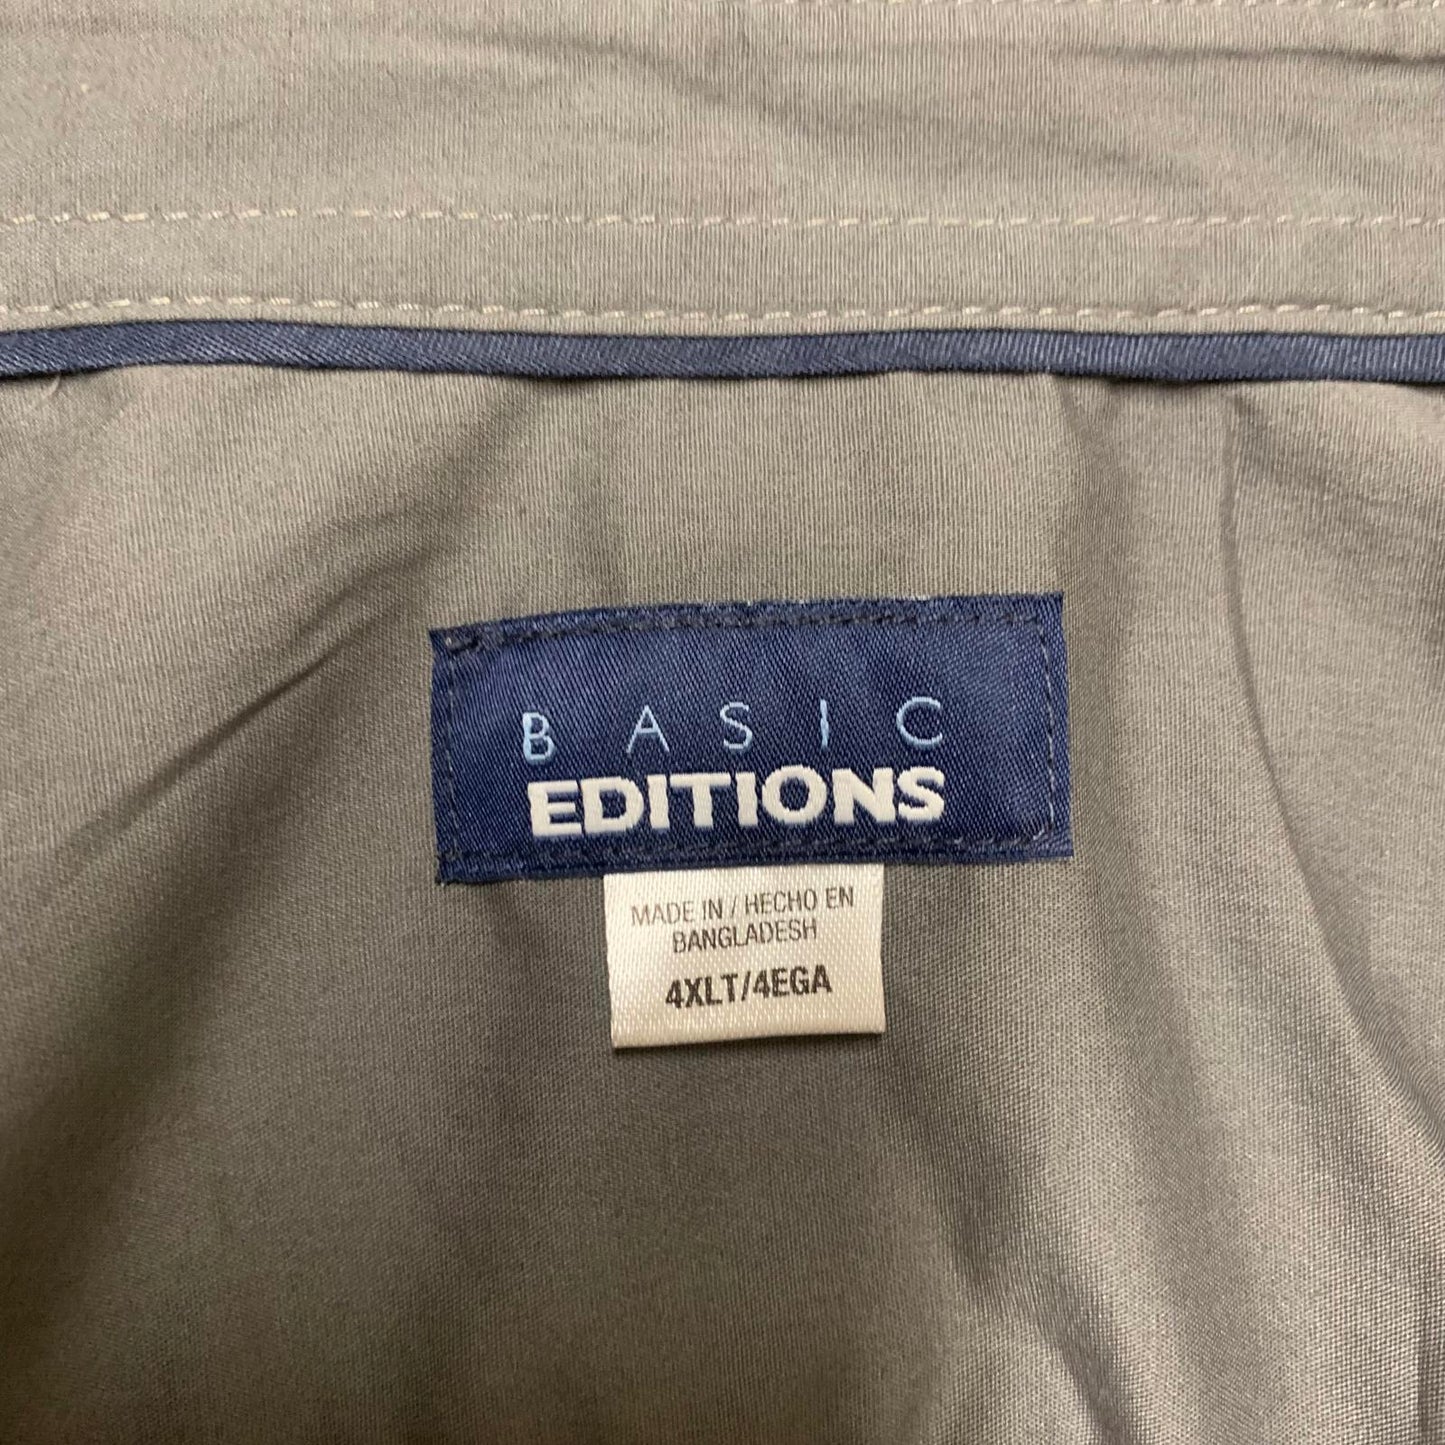 BASIC
EDITIONS
MADE IN / HECHO EN
BANGLADESH
4XLT/4EGA